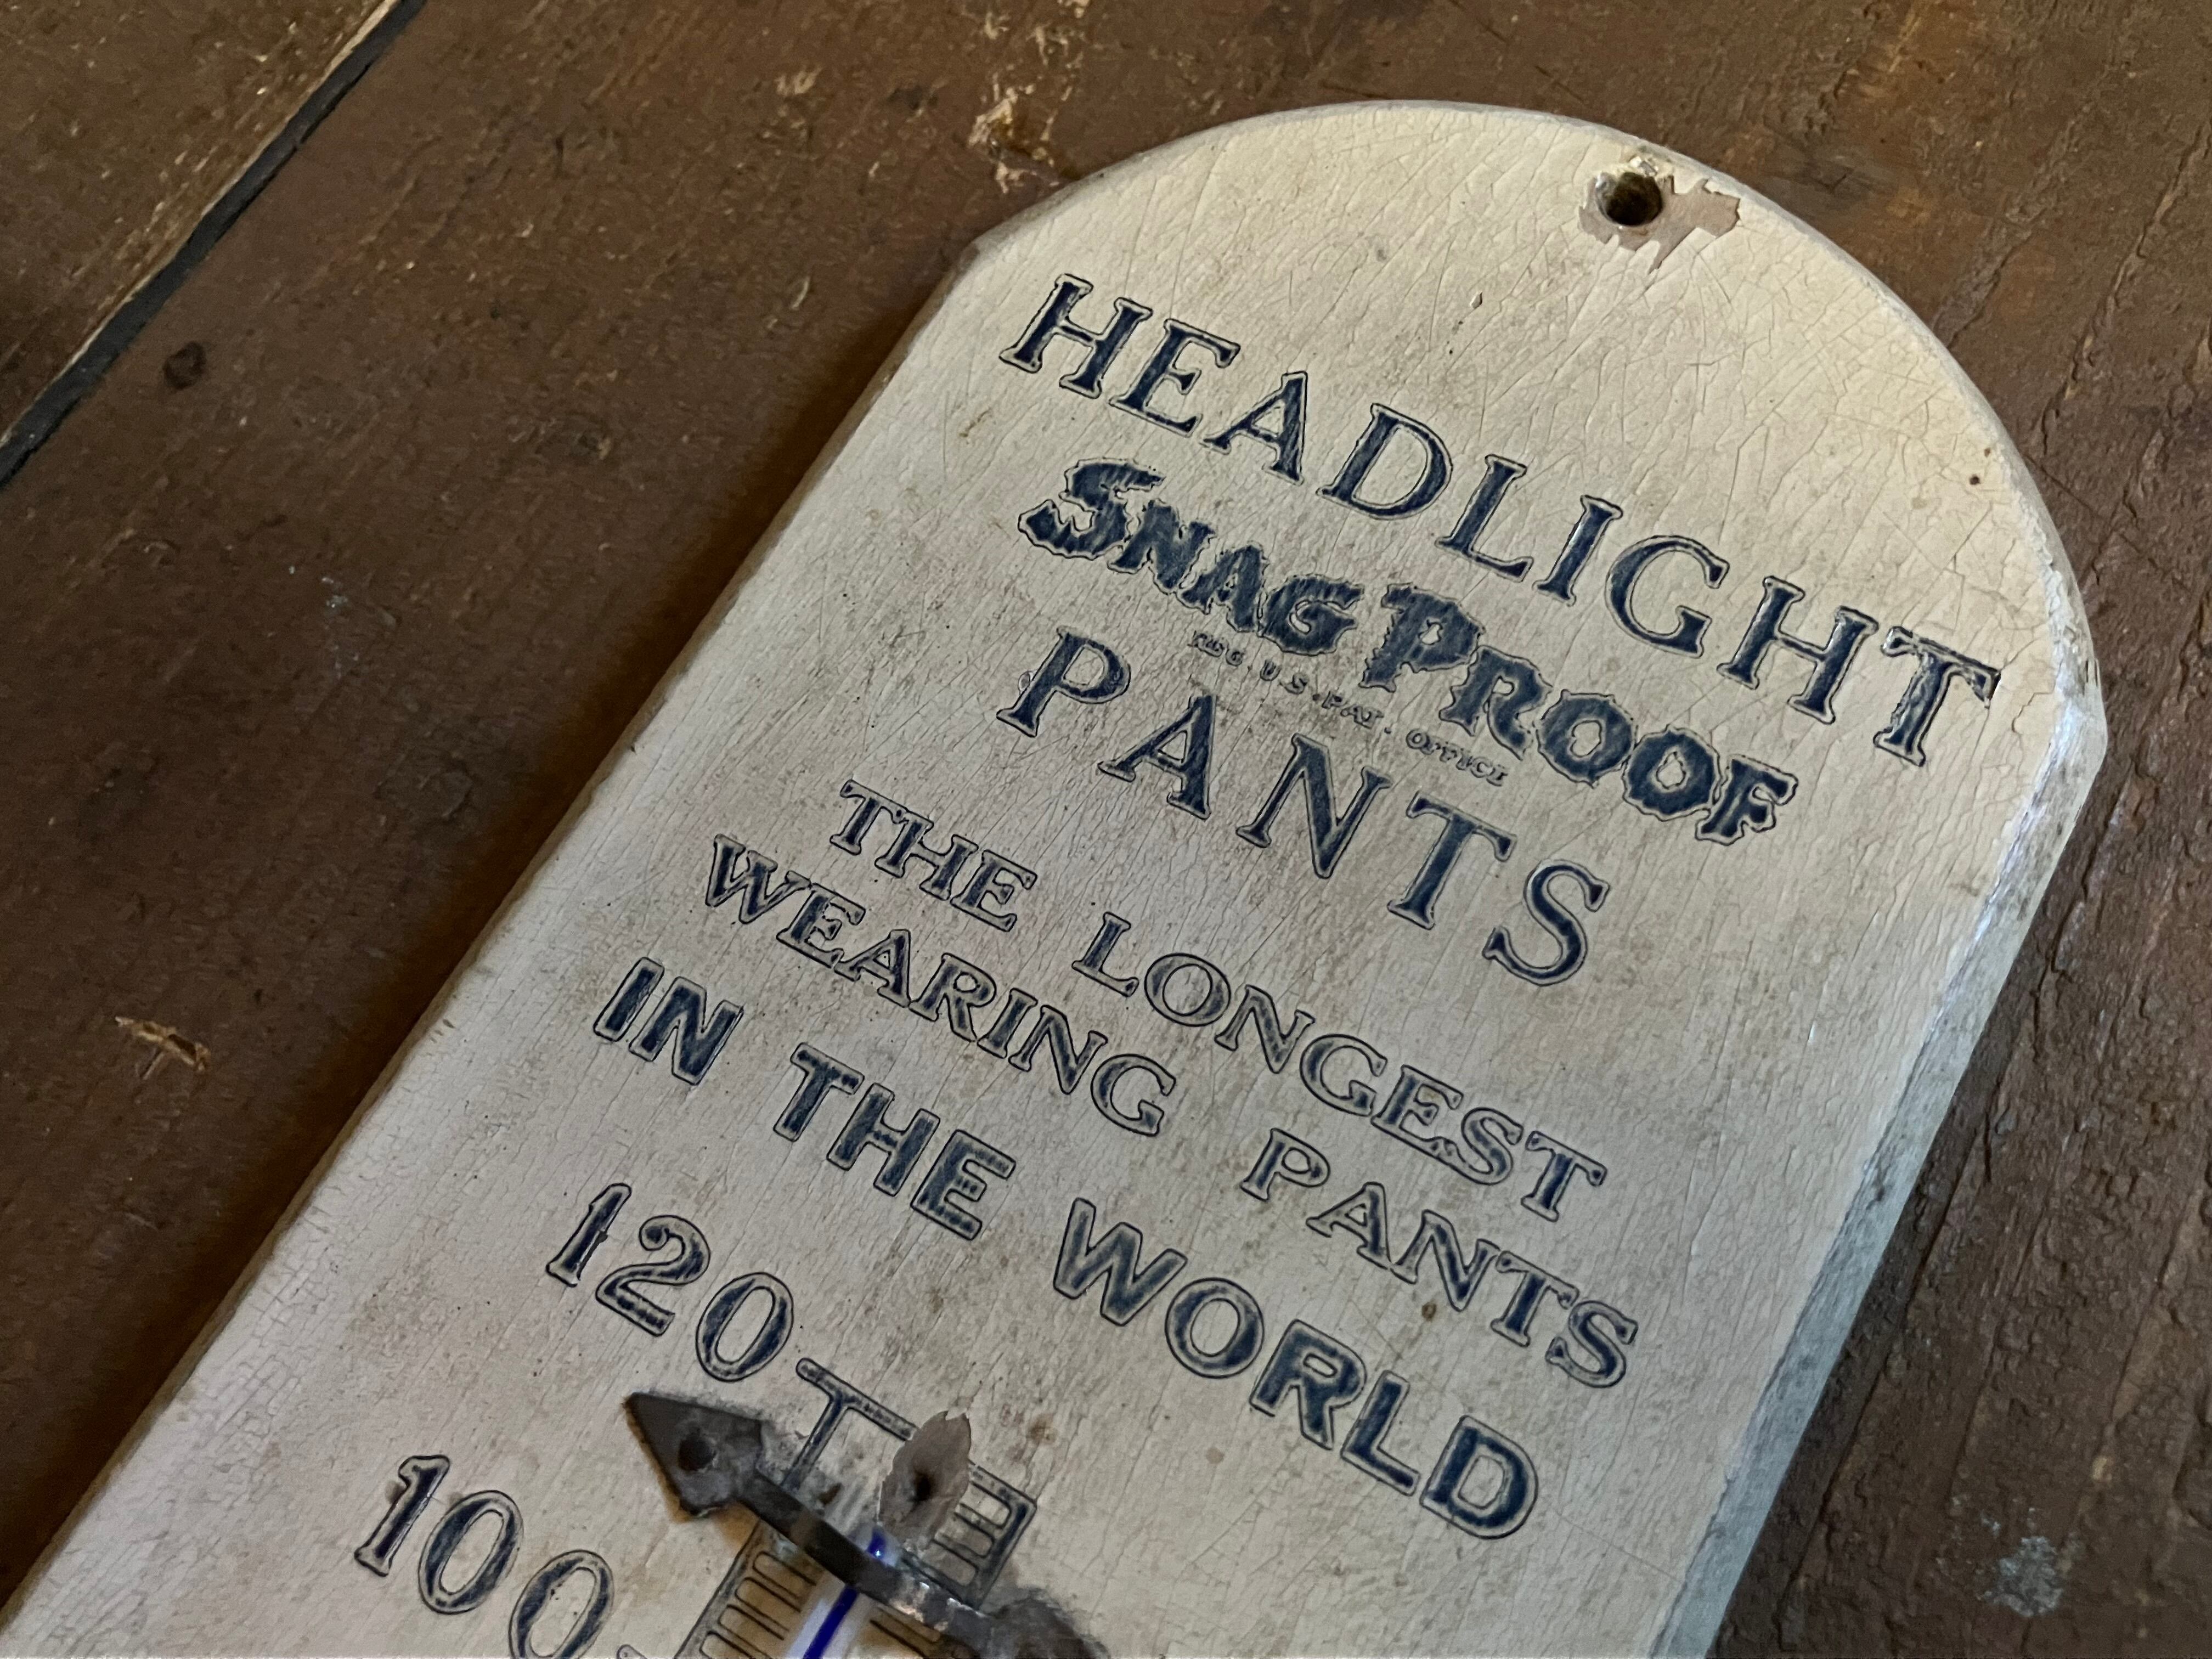 HEADLIGHT
SNAG PROOF
REG. U.S. PAT. OFFICE
PANTS
THE LONGEST
WEARING PANTS
IN THE WORLD
120
100